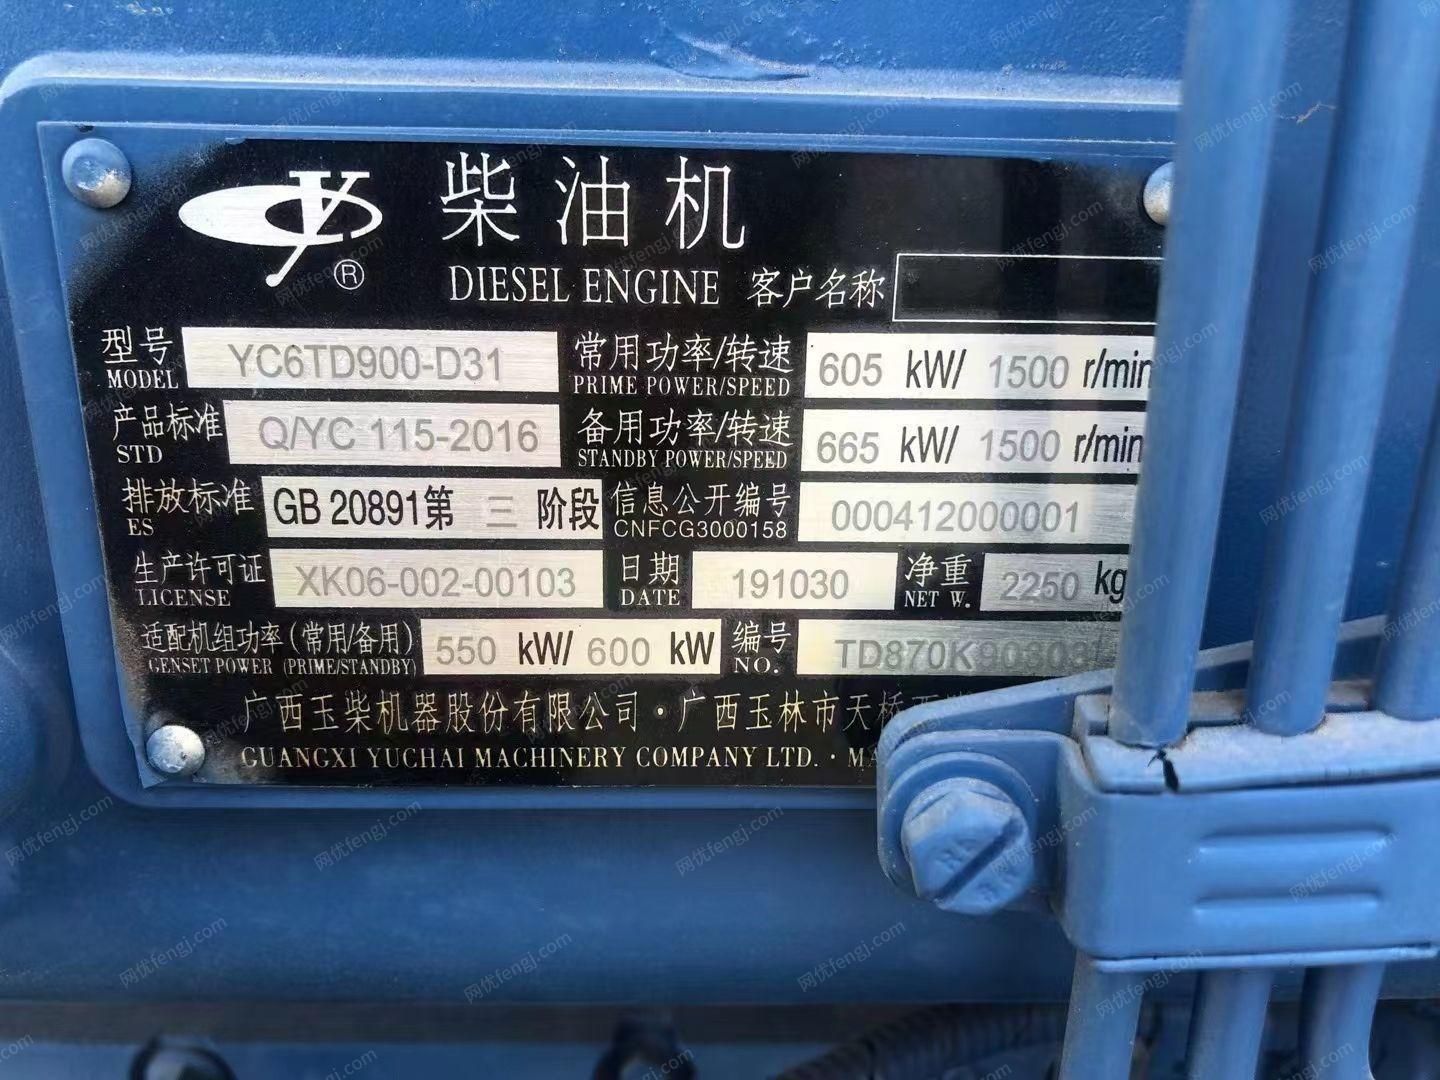 柴油机
DIESEL ENGINE 客户名称
型号 YC6TD900-D31 常用功率/转速 605 kW/ 1500 r/min
MODEL PRIME POWER/SPEED
产品标准 Q/YC 115-2016 备用功率/转速 665 kW/ 1500 r/min
STD STANDBY POWER/SPEED
排放标准 GB 20891第 三 阶段 信息公开编号 000412000001
ES CNFCG3000158
生产许可证 XK06-002-00103 日期 191030 净重 2250 kg
LICENSE DATE NET W.
适配机组功率(常用/备用) 550 kW/ 600 kW 编号 TD870K90303
GENSET POWER (PRIME/STANDBY) NO.
广西玉柴机器股份有限公司·广西玉林市天桥西
GUANGXI YUCHAI MACHINERY COMPANY LTD. · MA